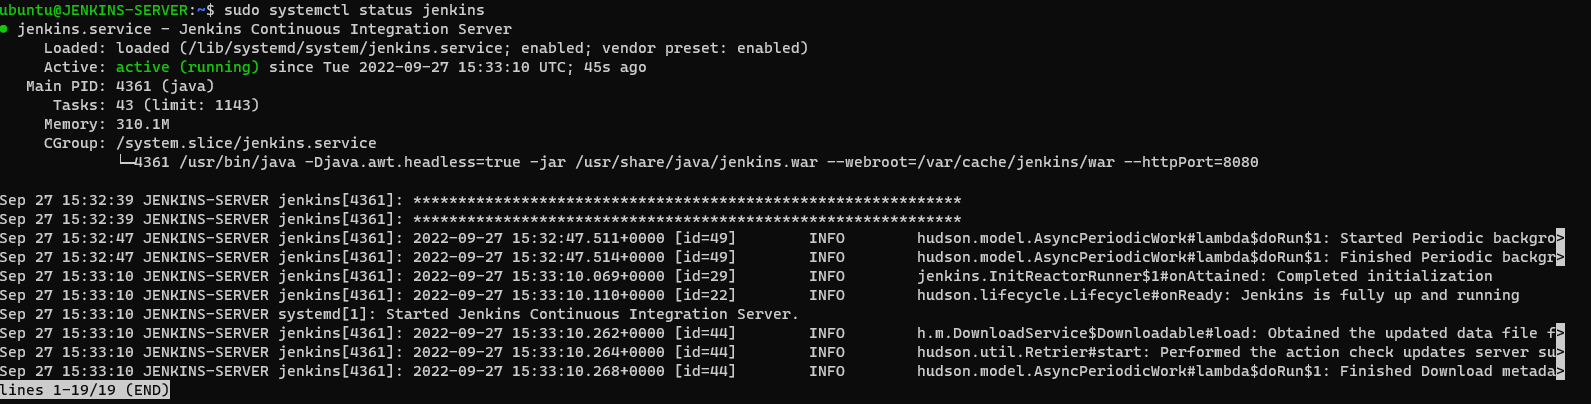 ubuntu@JENKINS-SERVER:~$ sudo systemctl status jenkins
● jenkins.service - Jenkins Continuous Integration Server
     Loaded: loaded (/lib/systemd/system/jenkins.service; enabled; vendor preset: enabled)
     Active: active (running) since Tue 2022-09-27 15:33:10 UTC; 45s ago
   Main PID: 4361 (java)
      Tasks: 43 (limit: 1143)
     Memory: 310.1M
     CGroup: /system.slice/jenkins.service
             └─4361 /usr/bin/java -Djava.awt.headless=true -jar /usr/share/java/jenkins.war --webroot=/var/cache/jenkins/war --httpPort=8080
Sep 27 15:32:39 JENKINS-SERVER jenkins[4361]: *************************************************************
Sep 27 15:32:39 JENKINS-SERVER jenkins[4361]: *************************************************************
Sep 27 15:32:47 JENKINS-SERVER jenkins[4361]: 2022-09-27 15:32:47.511+0000 [id=49]        INFO        hudson.model.AsyncPeriodicWork#lambda$doRun$1: Started Periodic backgro>
Sep 27 15:32:47 JENKINS-SERVER jenkins[4361]: 2022-09-27 15:32:47.514+0000 [id=49]        INFO        hudson.model.AsyncPeriodicWork#lambda$doRun$1: Finished Periodic backgr>
Sep 27 15:33:10 JENKINS-SERVER jenkins[4361]: 2022-09-27 15:33:10.069+0000 [id=29]        INFO        jenkins.InitReactorRunner$1#onAttained: Completed initialization
Sep 27 15:33:10 JENKINS-SERVER jenkins[4361]: 2022-09-27 15:33:10.110+0000 [id=22]        INFO        hudson.lifecycle.Lifecycle#onReady: Jenkins is fully up and running
Sep 27 15:33:10 JENKINS-SERVER systemd[1]: Started Jenkins Continuous Integration Server.
Sep 27 15:33:10 JENKINS-SERVER jenkins[4361]: 2022-09-27 15:33:10.262+0000 [id=44]        INFO        h.m.DownloadService$Downloadable#load: Obtained the updated data file f>
Sep 27 15:33:10 JENKINS-SERVER jenkins[4361]: 2022-09-27 15:33:10.264+0000 [id=44]        INFO        hudson.util.Retrier#start: Performed the action check updates server su>
Sep 27 15:33:10 JENKINS-SERVER jenkins[4361]: 2022-09-27 15:33:10.268+0000 [id=44]        INFO        hudson.model.AsyncPeriodicWork#lambda$doRun$1: Finished Download metada>
lines 1-19/19 (END)